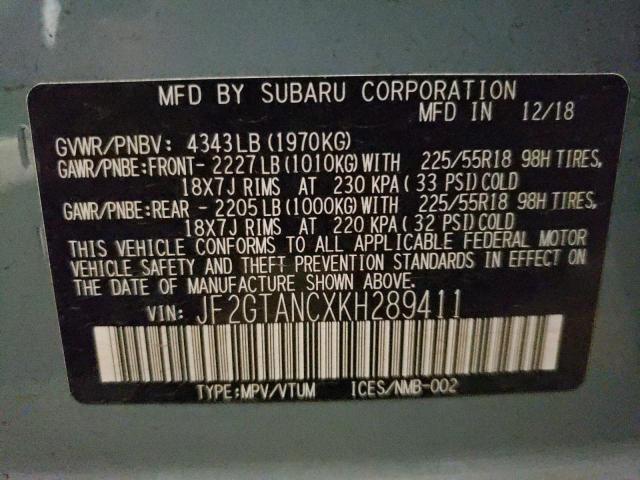 MFD BY SUBARU CORPORATION
MFD IN 12/18
GVWR/PNBV: 4343LB (1970KG)
GAWR/PNBE:FRONT- 2227LB (1010KG) WITH 225/55R18 98H TIRES,
18X7J RIMS AT 230 KPA( 33 PSI) COLD
GAWR/PNBE:REAR - 2205LB (1000KG) WITH 225/55R18 98H TIRES,
18X7J RIMS AT 220 KPA( 32 PSI) COLD
THIS VEHICLE CONFORMS TO ALL APPLICABLE FEDERAL MOTOR
VEHICLE SAFETY AND THEFT PREVENTION STANDARDS IN EFFECT ON
THE DATE OF MANUFACTURE SHOWN ABOVE.
VIN: JF2GTANCXKH289411
TYPE:MPV/VTUM ICES/NMB-002